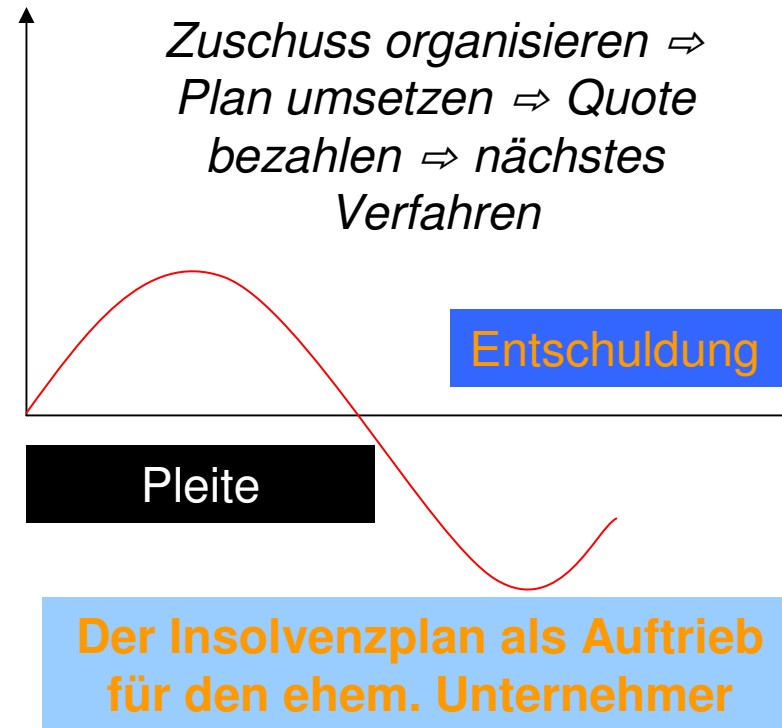 Zuschuss organisieren ⇨
Plan umsetzen ⇨ Quote
bezahlen ⇨ nächstes
Verfahren
Entschuldung
Pleite
Der Insolvenzplan als Auftrieb
für den ehem. Unternehmer